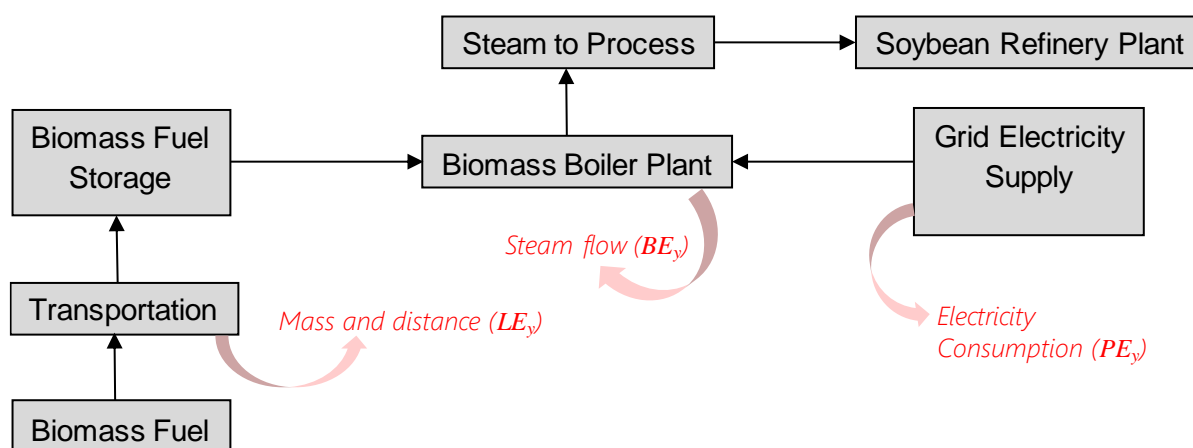 Steam to Process
Soybean Refinery Plant
Biomass Fuel
Storage
Biomass Boiler Plant
Grid Electricity
Supply
Steam flow (BEy)
Transportation
Mass and distance (LEy)
Electricity
Consumption (PEy)
Biomass Fuel